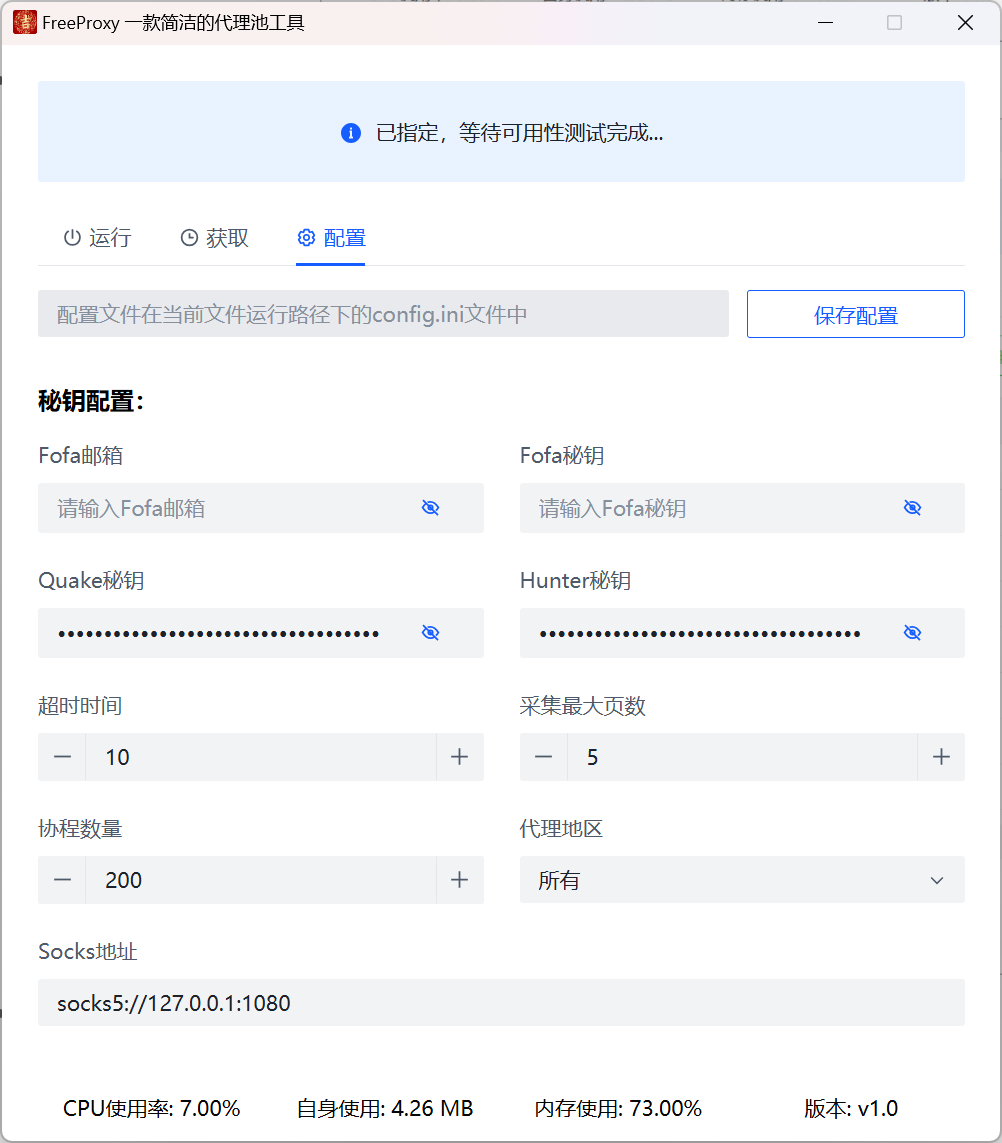 FreeProxy 一款简洁的代理池工具
已指定，等待可用性测试完成...
运行 获取 配置
配置文件在当前文件运行路径下的config.ini文件中 保存配置
秘钥配置：
Fofa邮箱 Fofa秘钥
请输入Fofa邮箱 请输入Fofa秘钥
Quake秘钥 Hunter秘钥
•••••••••••••••••••••••••••••••••••• ••••••••••••••••••••••••••••••••••••
超时时间 采集最大页数
10 5
协程数量 代理地区
200 所有
Socks地址
socks5://127.0.0.1:1080
CPU使用率: 7.00% 自身使用: 4.26 MB 内存使用: 73.00% 版本: v1.0